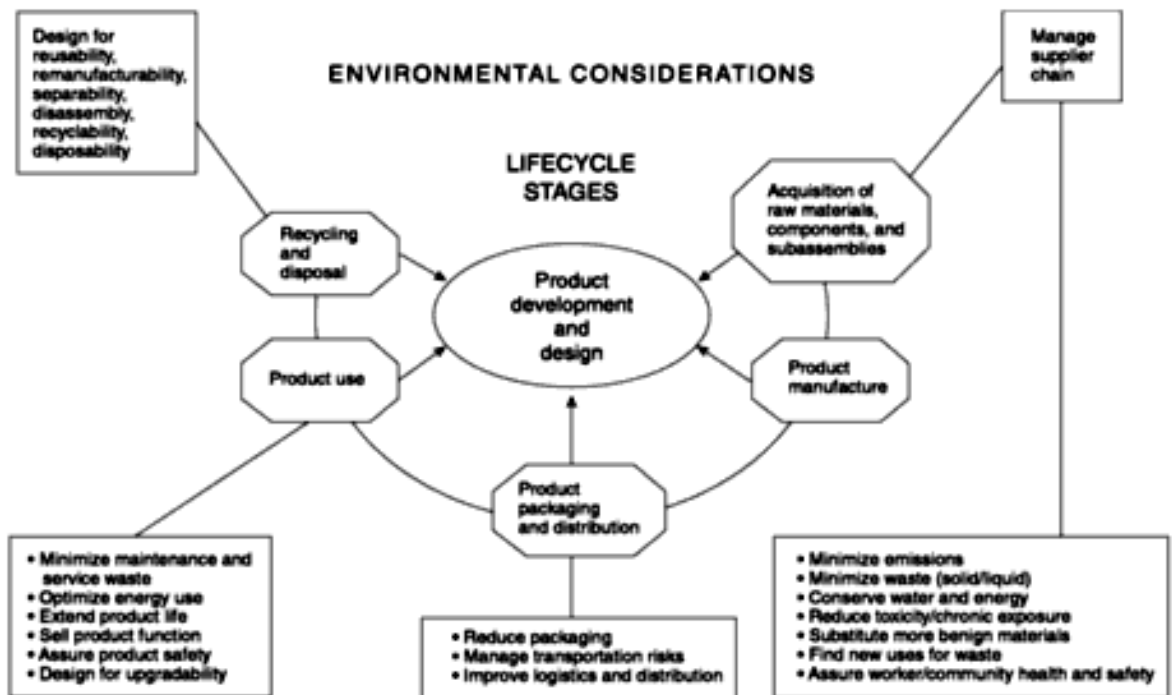 Design for
reusability,
remanufacturability,
separability,
disassembly,
recyclability,
disposability
ENVIRONMENTAL CONSIDERATIONS
Manage
supplier
chain
LIFECYCLE
STAGES
Recycling
and
disposal
Acquisition of
raw materials,
components, and
subassemblies
Product
development
and
design
Product use
Product
manufacture
Product
packaging
and distribution
• Minimize maintenance and
service waste
• Optimize energy use
• Extend product life
• Sell product function
• Assure product safety
• Design for upgradability
• Reduce packaging
• Manage transportation risks
• Improve logistics and distribution
• Minimize emissions
• Minimize waste (solid/liquid)
• Conserve water and energy
• Reduce toxicity/chronic exposure
• Substitute more benign materials
• Find new uses for waste
• Assure worker/community health and safety